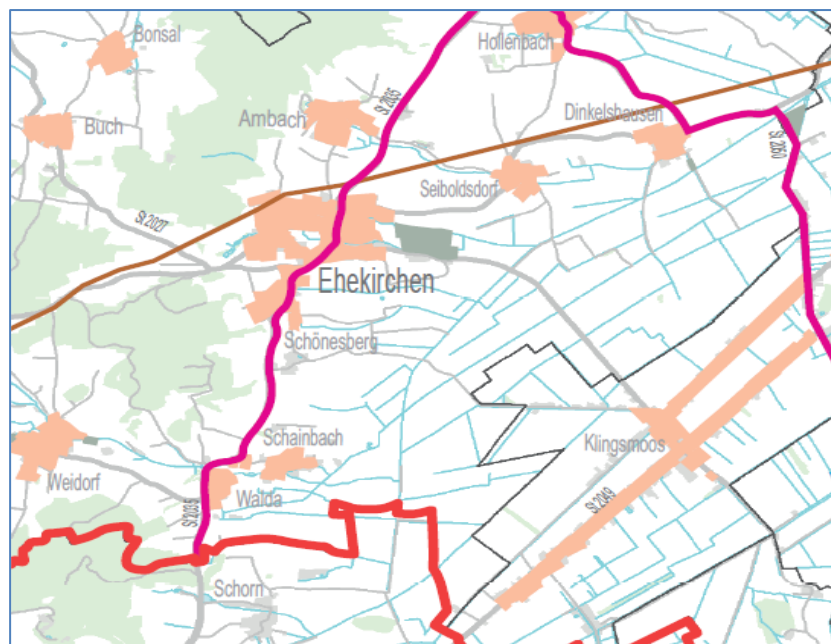 Bonsal
Hollenbach
St.2035
Buch
Ambach
Dinkelshausen
St.2050
Seiboldsdorf
St.2027
Ehekirchen
Schönesberg
Schainbach
Klingsmoos
Weidorf
Walda
St.2049
St.2035
Schorn